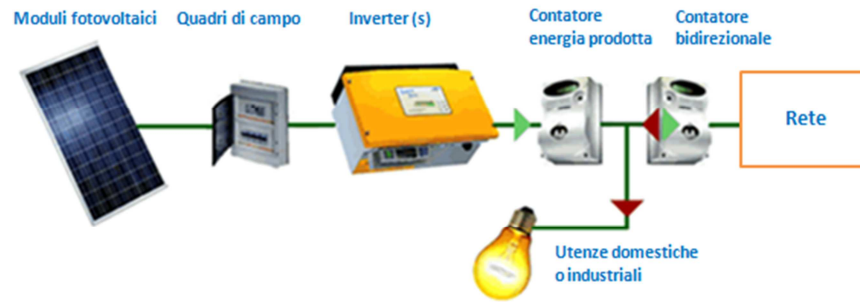 Moduli fotovoltaici
Quadri di campo
Inverter (s)
Contatore
energia prodotta
Contatore
bidirezionale
Rete
Utenze domestiche
o industriali